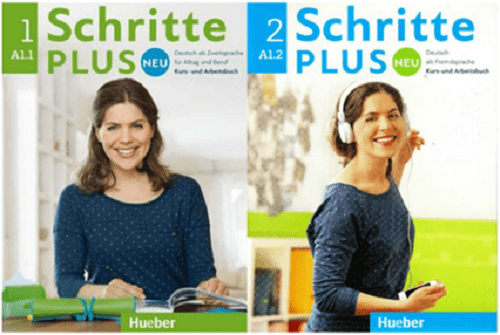 1
A1.1
Schritte
PLUS NEU
Deutsch als Zweitsprache
für Alltag und Beruf
Kurs- und Arbeitsbuch
Hueber
2
A1.2
Schritte
PLUS NEU
Deutsch
als Fremdsprache
Kurs- und Arbeitsbuch
Hueber